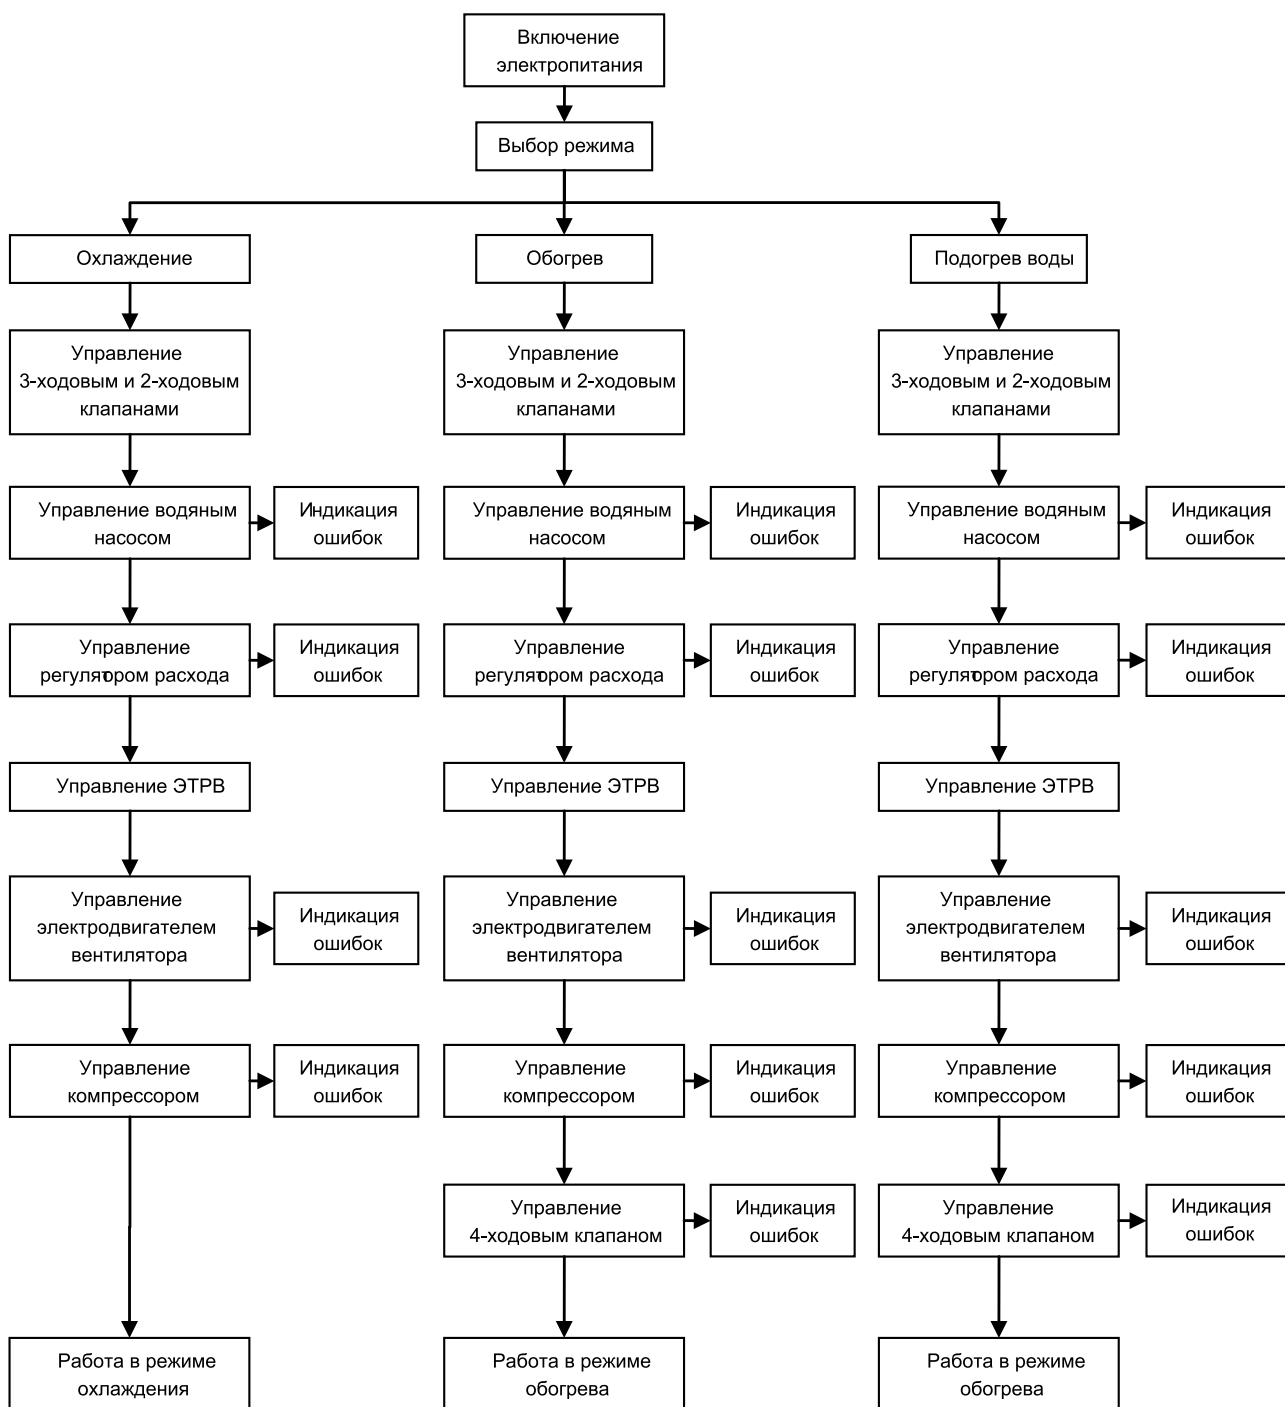 Включение
электропитания
Выбор режима
Охлаждение
Обогрев
Подогрев воды
Управление
3-ходовым и 2-ходовым
клапанами
Управление
3-ходовым и 2-ходовым
клапанами
Управление
3-ходовым и 2-ходовым
клапанами
Управление водяным
насосом
Индикация
ошибок
Управление водяным
насосом
Индикация
ошибок
Управление водяным
насосом
Индикация
ошибок
Управление
регулятором расхода
Индикация
ошибок
Управление
регулятором расхода
Индикация
ошибок
Управление
регулятором расхода
Индикация
ошибок
Управление ЭТРВ
Управление ЭТРВ
Управление ЭТРВ
Управление
электродвигателем
вентилятора
Индикация
ошибок
Управление
электродвигателем
вентилятора
Индикация
ошибок
Управление
электродвигателем
вентилятора
Индикация
ошибок
Управление
компрессором
Индикация
ошибок
Управление
компрессором
Индикация
ошибок
Управление
компрессором
Индикация
ошибок
Управление
4-ходовым клапаном
Индикация
ошибок
Управление
4-ходовым клапаном
Индикация
ошибок
Работа в режиме
охлаждения
Работа в режиме
обогрева
Работа в режиме
обогрева